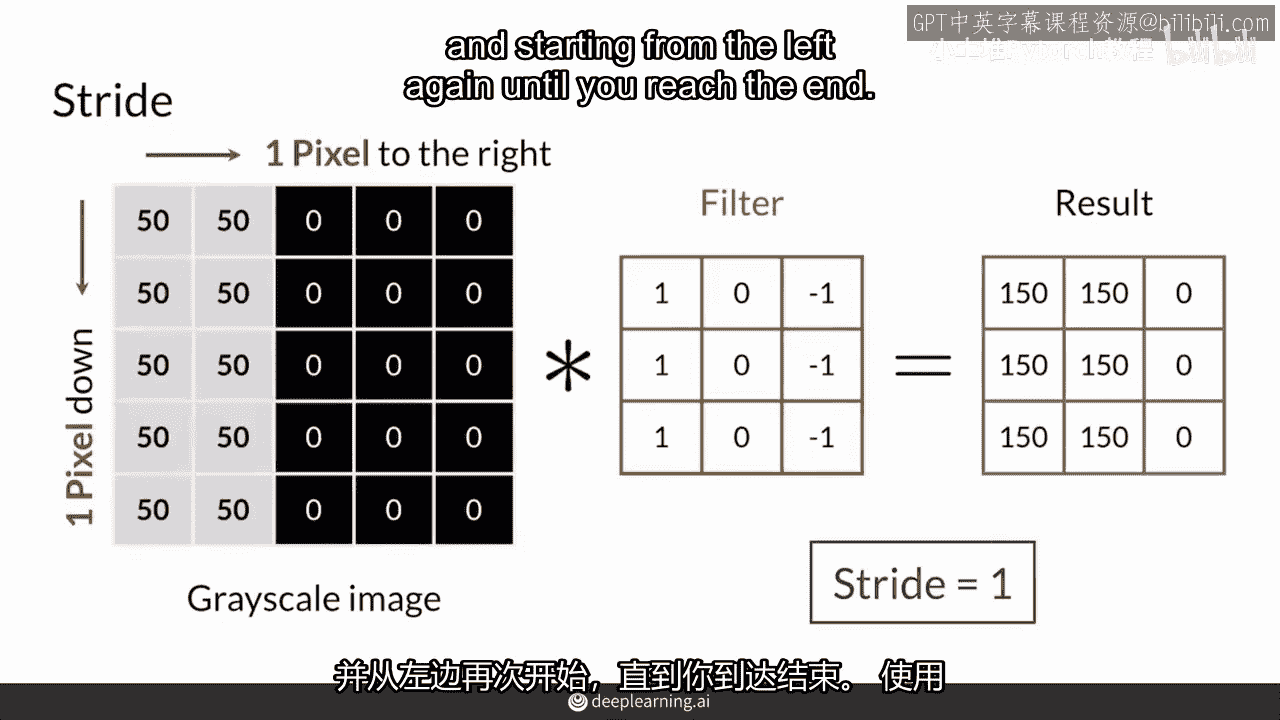 GPT中英字幕课程资源@bilibili.com
and starting from the left
again until you reach the end.
Stride
1 Pixel to the right
1 Pixel down
50 50 0 0 0
50 50 0 0 0
50 50 0 0 0
50 50 0 0 0
50 50 0 0 0
Grayscale image
*
Filter
1 0 -1
1 0 -1
1 0 -1
=
Result
150 150 0
150 150 0
150 150 0
Stride = 1
并从左边再次开始，直到你到达结束。 使用
deeplearning.ai